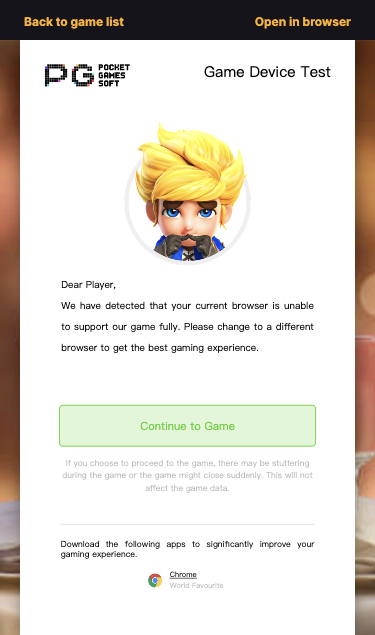 Back to game list
Open in browser
PG POCKET GAMES SOFT
Game Device Test
Dear Player,
We have detected that your current browser is unable
to support our game fully. Please change to a different
browser to get the best gaming experience.
Continue to Game
If you choose to proceed to the game, there may be stuttering
during the game or the game might close suddenly. This will not
affect the game data.
Download the following apps to significantly improve your
gaming experience.
Chrome
World Favourite